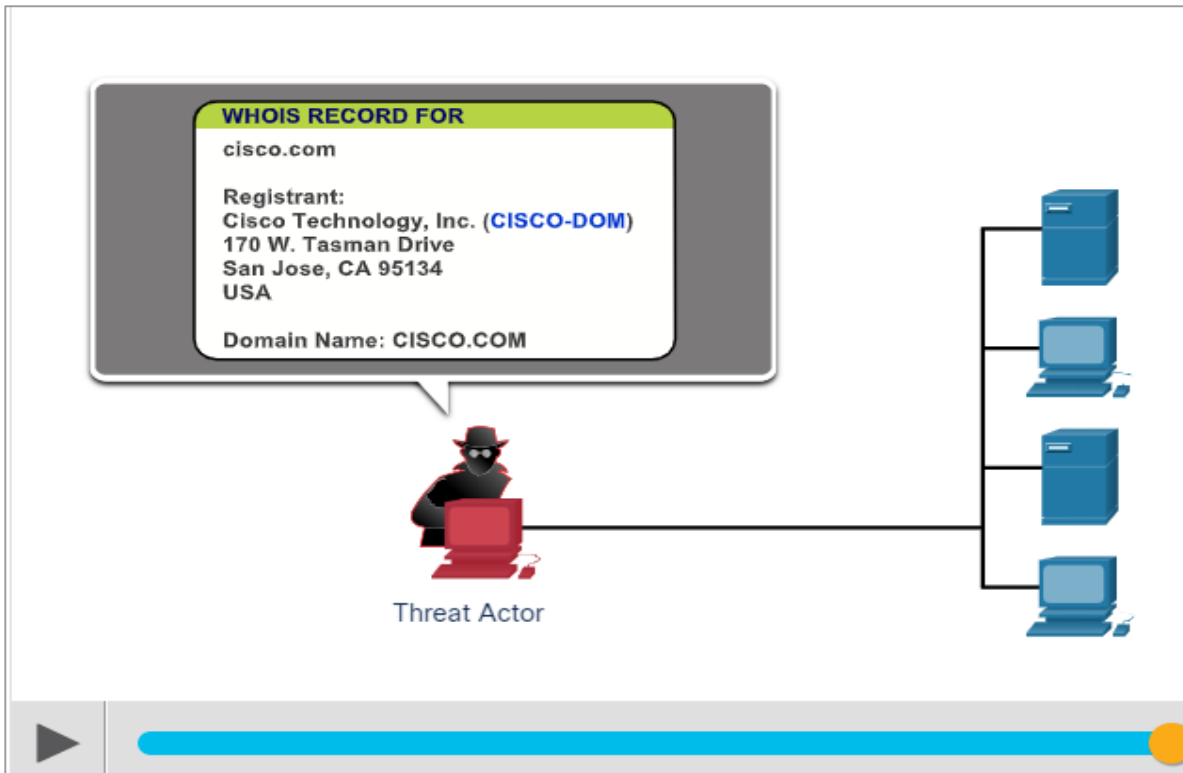 WHOIS RECORD FOR
cisco.com
Registrant:
Cisco Technology, Inc. (CISCO-DOM)
170 W. Tasman Drive
San Jose, CA 95134
USA
Domain Name: CISCO.COM
Threat Actor